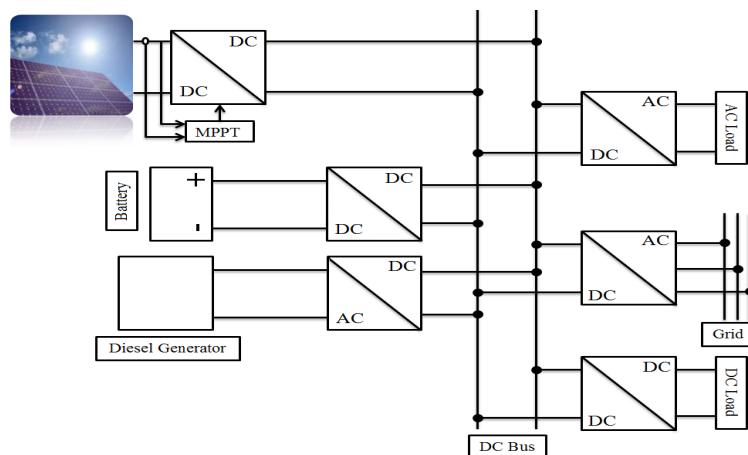 DC
DC
MPPT
AC
DC
AC Load
Battery
+
-
DC
DC
AC
DC
Grid
DC
AC
Diesel Generator
DC
DC
DC Load
DC Bus